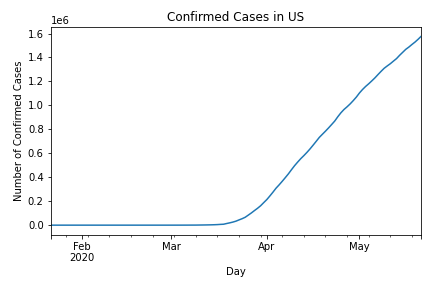 Confirmed Cases in US
1e6
1.6
1.4
1.2
1.0
0.8
0.6
0.4
0.2
0.0
Number of Confirmed Cases
Feb Mar Apr May
2020
Day